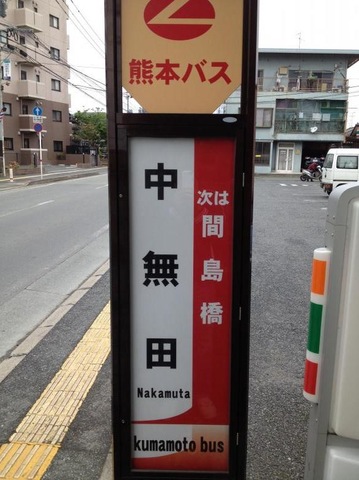 熊本バス
中無田
次は
間島橋
Nakamuta
kumamoto bus